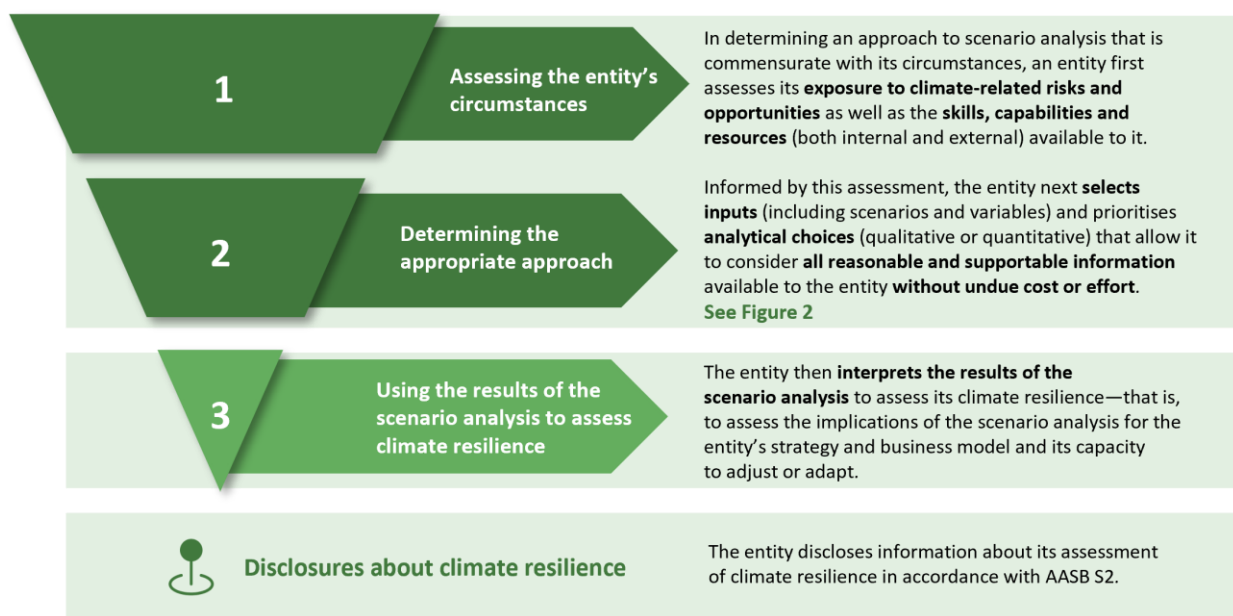 1
Assessing the entity's
circumstances
In determining an approach to scenario analysis that is
commensurate with its circumstances, an entity first
assesses its exposure to climate-related risks and
opportunities as well as the skills, capabilities and
resources (both internal and external) available to it.
2
Determining the
appropriate approach
Informed by this assessment, the entity next selects
inputs (including scenarios and variables) and prioritises
analytical choices (qualitative or quantitative) that allow it
to consider all reasonable and supportable information
available to the entity without undue cost or effort.
See Figure 2
3
Using the results of the
scenario analysis to assess
climate resilience
The entity then interprets the results of the
scenario analysis to assess its climate resilience—that is,
to assess the implications of the scenario analysis for the
entity's strategy and business model and its capacity
to adjust or adapt.
Disclosures about climate resilience
The entity discloses information about its assessment
of climate resilience in accordance with AASB S2.